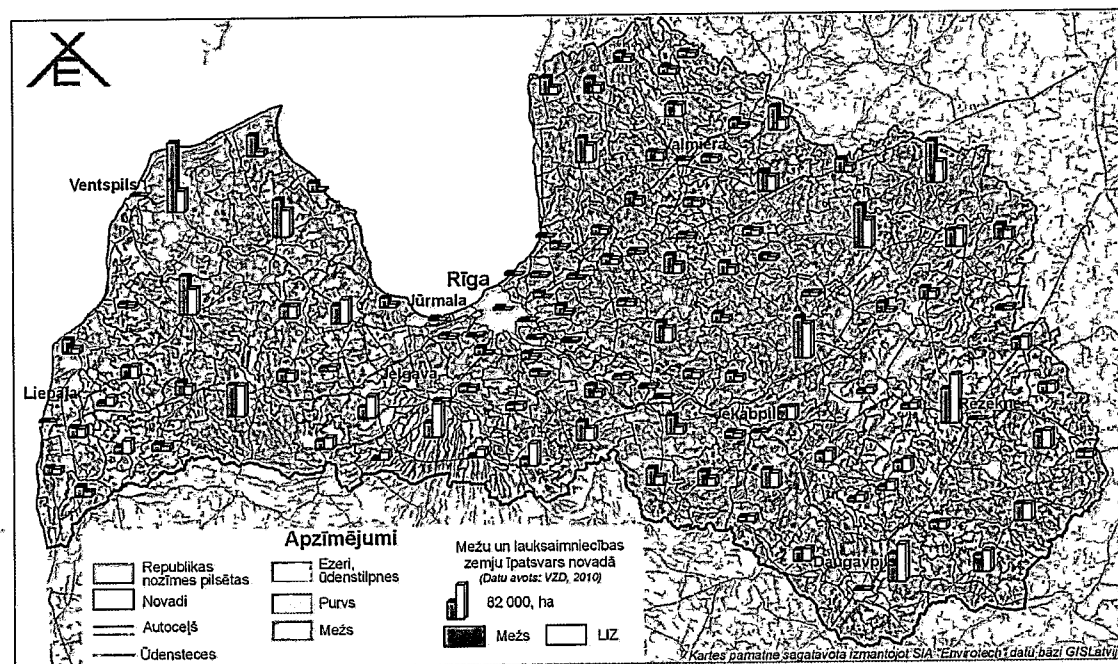 Ventspils
Valmiera
Rīga
Jūrmala
Liepāja
Jelgava
Jēkabpils
Rēzekne
Daugavpils
Apzīmējumi
Republikas
nozīmes pilsētas
Novadi
Autoceļš
Ūdensteces
Ezeri,
ūdenstilpnes
Purvs
Mežs
Mežu un lauksaimniecības
zemju īpatsvars novadā
(Datu avots: VZD, 2010)
82 000, ha
Mežs
LIZ
Kartes pamatne sagatavota izmantojot SIA "Envirotech" datu bāzi GISLatvija